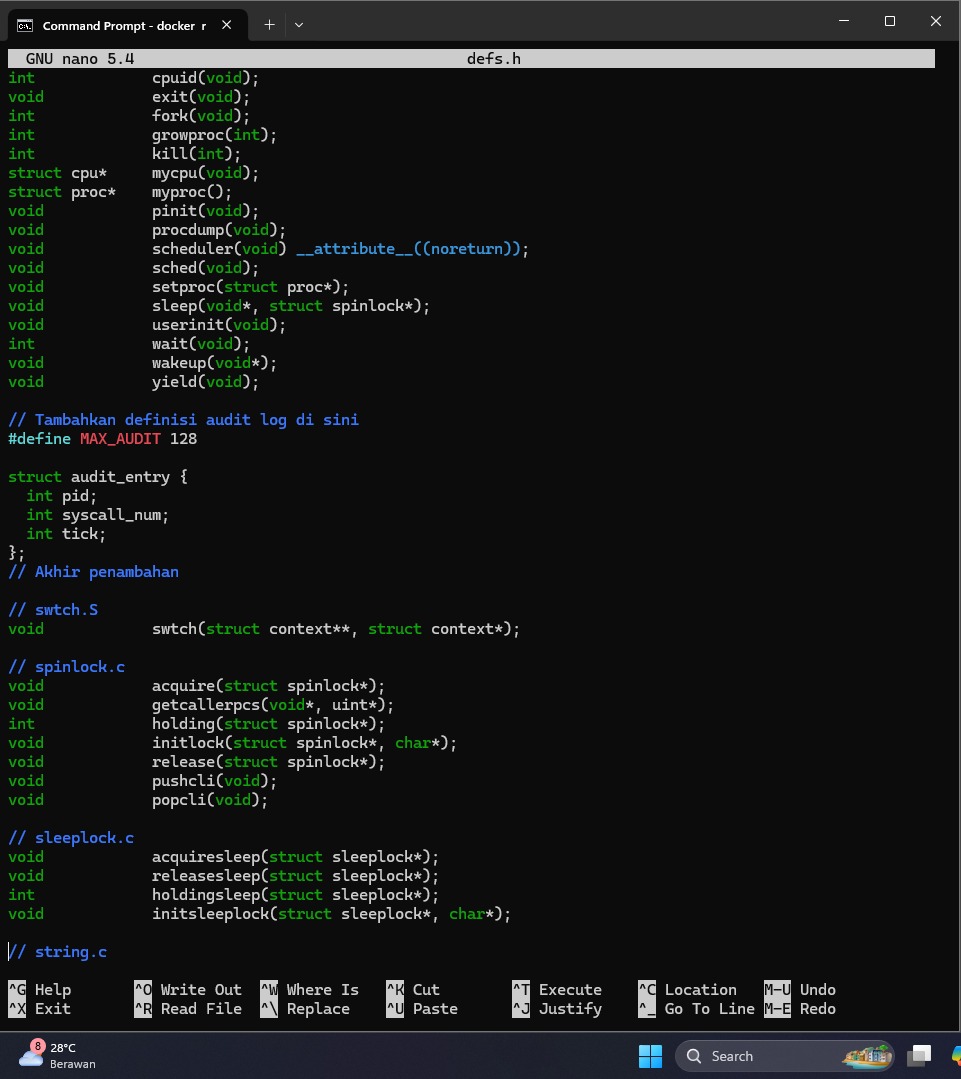 Command Prompt - docker r
GNU nano 5.4 defs.h
int cpuid(void);
void exit(void);
int fork(void);
int growproc(int);
int kill(int);
struct cpu* mycpu(void);
struct proc* myproc();
void pinit(void);
void procdump(void);
void scheduler(void) __attribute__((noreturn));
void sched(void);
void setproc(struct proc*);
void sleep(void*, struct spinlock*);
void userinit(void);
int wait(void);
void wakeup(void*);
void yield(void);
// Tambahkan definisi audit log di sini
#define MAX_AUDIT 128
struct audit_entry {
int pid;
int syscall_num;
int tick;
};
// Akhir penambahan
// swtch.S
void swtch(struct context**, struct context*);
// spinlock.c
void acquire(struct spinlock*);
void getcallerpcs(void*, uint*);
int holding(struct spinlock*);
void initlock(struct spinlock*, char*);
void release(struct spinlock*);
void pushcli(void);
void popcli(void);
// sleeplock.c
void acquiresleep(struct sleeplock*);
void releasesleep(struct sleeplock*);
int holdingsleep(struct sleeplock*);
void initsleeplock(struct sleeplock*, char*);
// string.c
^G Help ^O Write Out ^W Where Is ^K Cut ^T Execute ^C Location M-U Undo
^X Exit ^R Read File ^\ Replace ^U Paste ^J Justify ^_ Go To Line M-E Redo
8
28°C
Berawan
Search